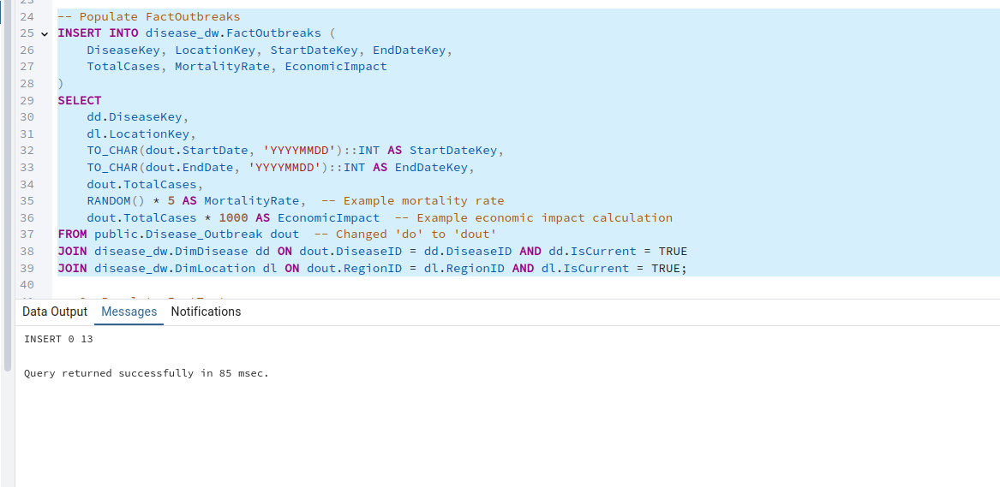 24 -- Populate FactOutbreaks
25 INSERT INTO disease_dw.FactOutbreaks (
26     DiseaseKey, LocationKey, StartDateKey, EndDateKey,
27     TotalCases, MortalityRate, EconomicImpact
28 )
29 SELECT
30     dd.DiseaseKey,
31     dl.LocationKey,
32     TO_CHAR(dout.StartDate, 'YYYYMMDD')::INT AS StartDateKey,
33     TO_CHAR(dout.EndDate, 'YYYYMMDD')::INT AS EndDateKey,
34     dout.TotalCases,
35     RANDOM() * 5 AS MortalityRate,  -- Example mortality rate
36     dout.TotalCases * 1000 AS EconomicImpact  -- Example economic impact calculation
37 FROM public.Disease_Outbreak dout  -- Changed 'do' to 'dout'
38 JOIN disease_dw.DimDisease dd ON dout.DiseaseID = dd.DiseaseID AND dd.IsCurrent = TRUE
39 JOIN disease_dw.DimLocation dl ON dout.RegionID = dl.RegionID AND dl.IsCurrent = TRUE;
40
Data Output Messages Notifications
INSERT 0 13
Query returned successfully in 85 msec.